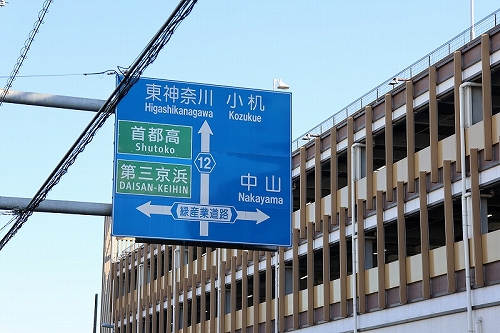 東神奈川 小机
Higashikanagawa Kozukue
首都高
Shutoko
12
第三京浜
DAISAN-KEIHIN
中山
Nakayama
緑産業道路